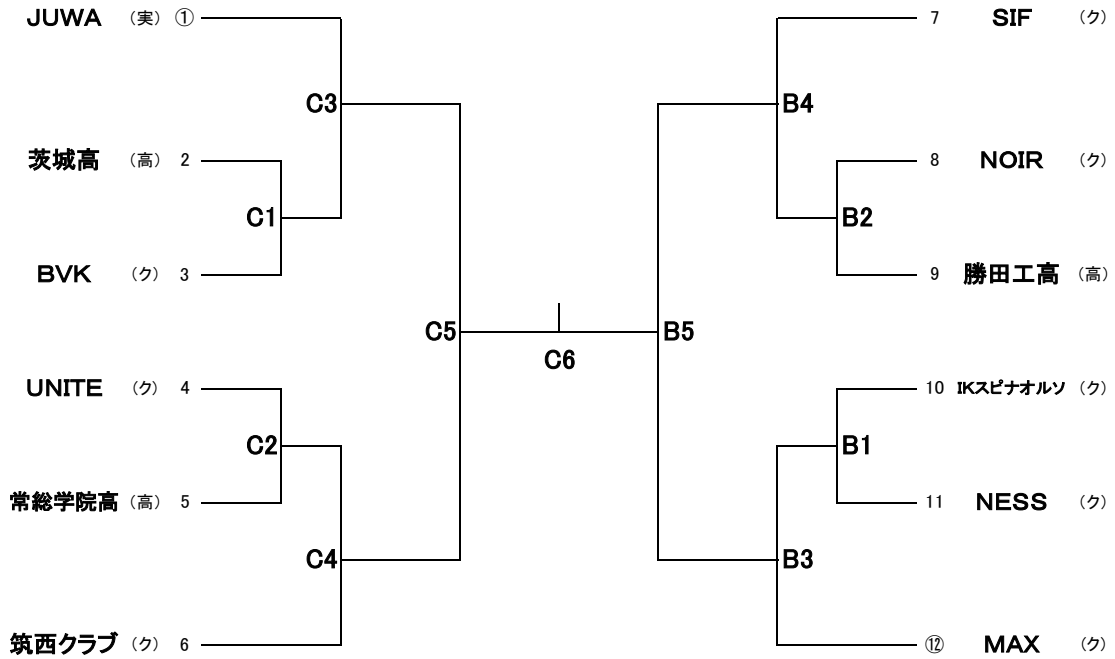 JUWA (実) ① 7 SIF (ク)
C3 B4
茨城高 (高) 2 8 NOIR (ク)
C1 B2
BVK (ク) 3 9 勝田工高 (高)
C5 B5
C6
UNITE (ク) 4 10 IKスピナオルソ (ク)
C2 B1
常総学院高 (高) 5 11 NESS (ク)
C4 B3
筑西クラブ (ク) 6 ⑫ MAX (ク)